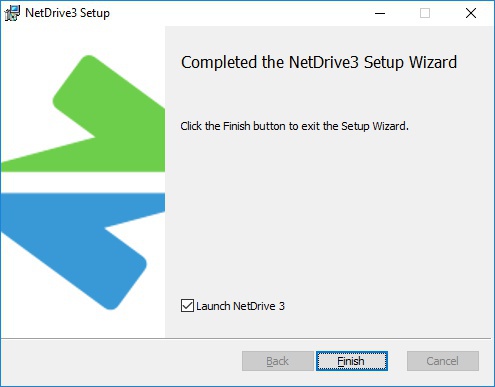 NetDrive3 Setup
Completed the NetDrive3 Setup Wizard
Click the Finish button to exit the Setup Wizard.
Launch NetDrive 3
Back
Finish
Cancel